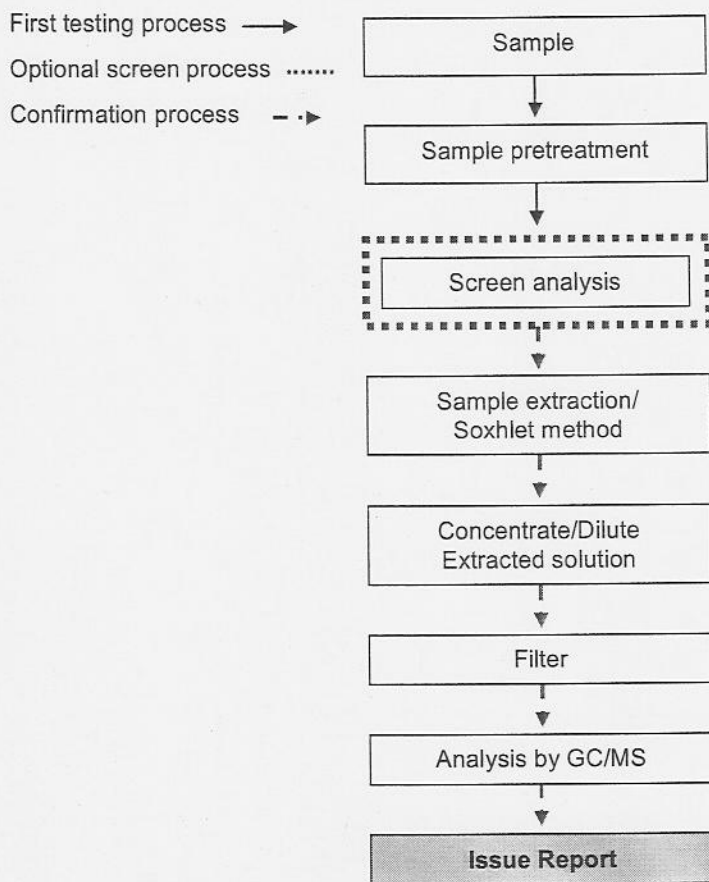 First testing process
Optional screen process
Confirmation process
Sample
Sample pretreatment
Screen analysis
Sample extraction/
Soxhlet method
Concentrate/Dilute
Extracted solution
Filter
Analysis by GC/MS
Issue Report